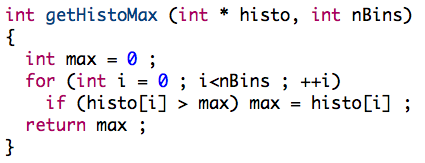 int getHistoMax (int * histo, int nBins)
{
  int max = 0 ;
  for (int i = 0 ; i<nBins ; ++i)
    if (histo[i] > max) max = histo[i] ;
  return max ;
}